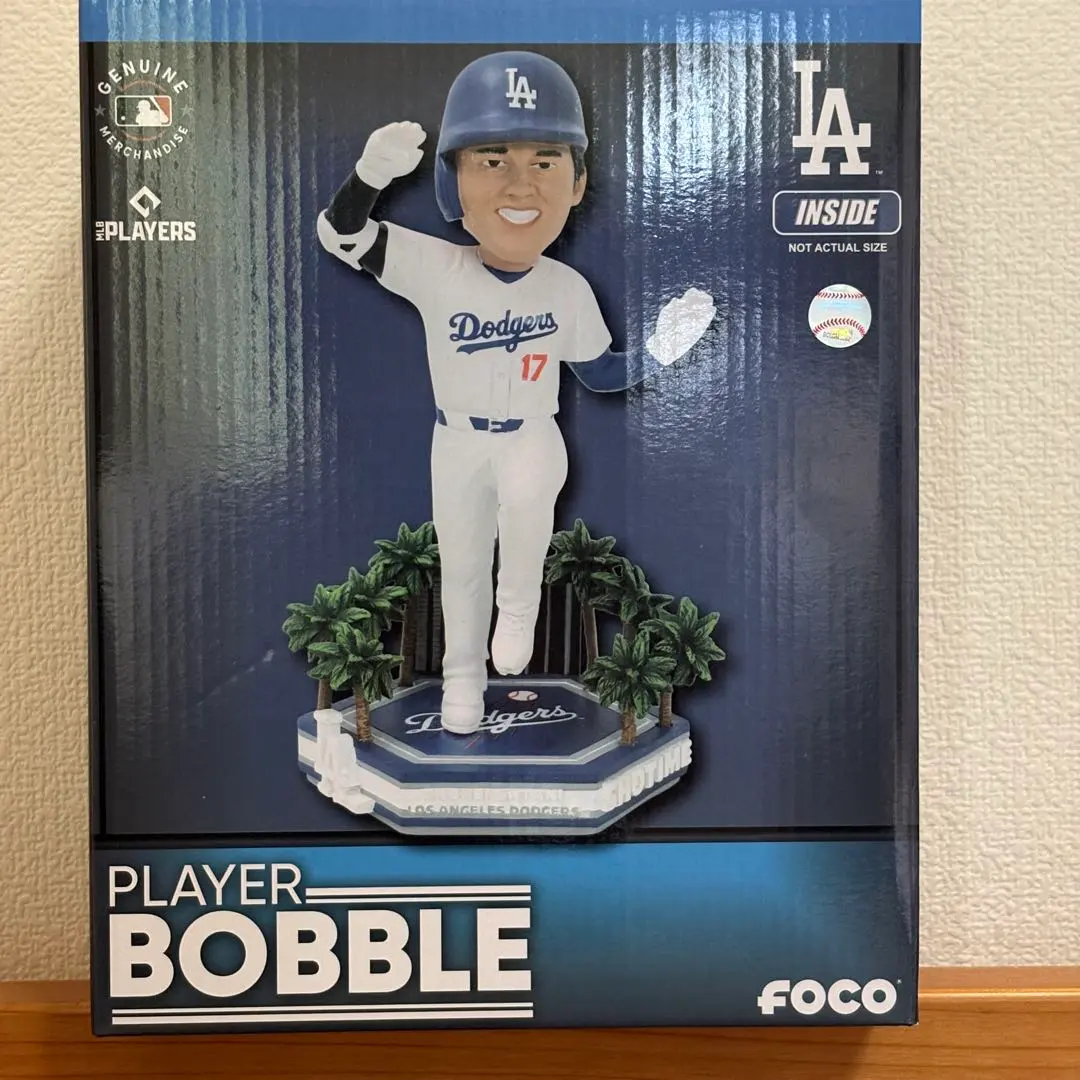 GENUINE
MERCHANDISE
MLB PLAYERS
LA
LA
INSIDE
NOT ACTUAL SIZE
Dodgers
17
Dodgers
SHOTIME
LOS ANGELES DODGERS
PLAYER
BOBBLE
FOCO